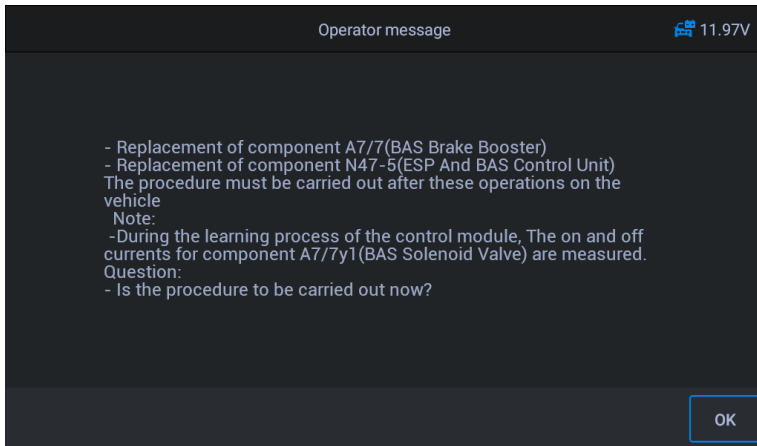 Operator message
11.97V
- Replacement of component A7/7(BAS Brake Booster)
- Replacement of component N47-5(ESP And BAS Control Unit)
The procedure must be carried out after these operations on the
vehicle
Note:
-During the learning process of the control module, The on and off
currents for component A7/7y1(BAS Solenoid Valve) are measured.
Question:
- Is the procedure to be carried out now?
OK